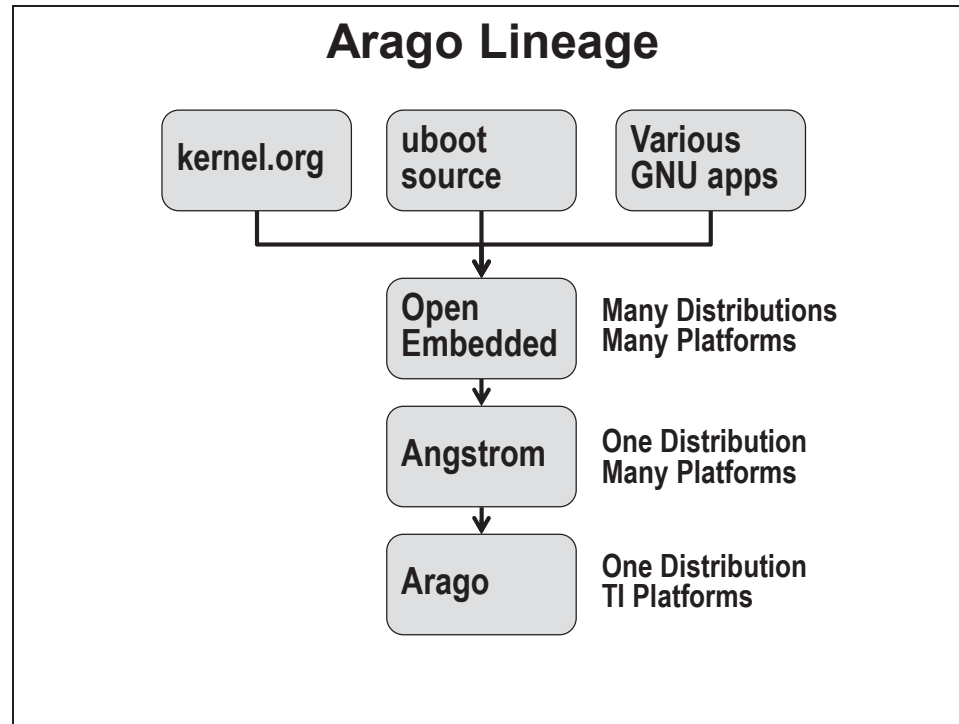 Arago Lineage
kernel.org
uboot
source
Various
GNU apps
Open
Embedded
Many Distributions
Many Platforms
Angstrom
One Distribution
Many Platforms
Arago
One Distribution
TI Platforms